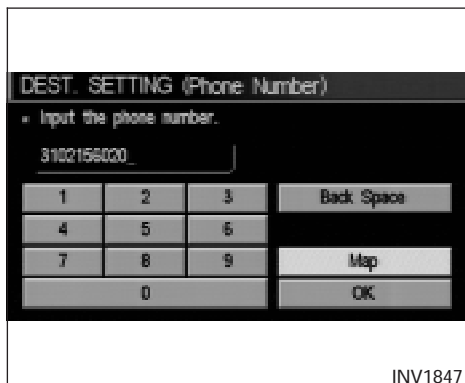 DEST. SETTING (Phone Number)
Input the phone number.
3102156020_
1 2 3 Back Space
4 5 6
7 8 9 Map
0 OK
INV1847